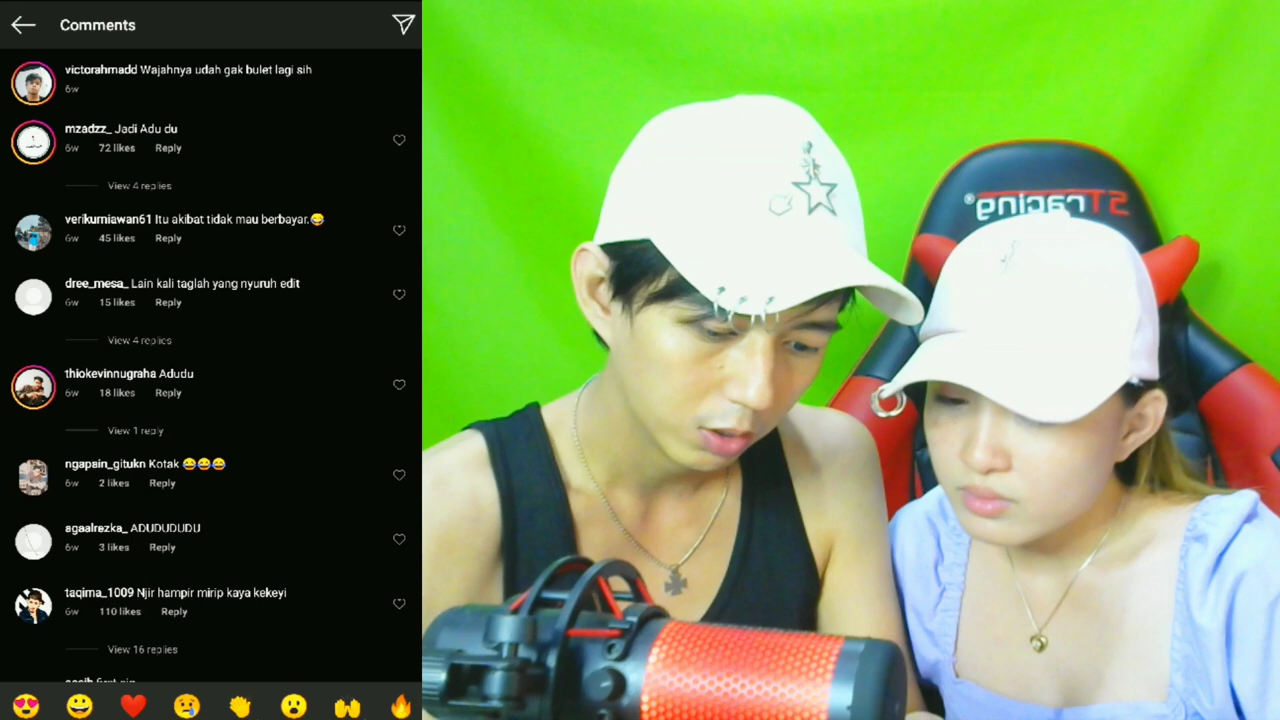 Comments
victorahmadd Wajahnya udah gak bulet lagi sih
6w
mzadzz_ Jadi Adu du
6w 72 likes Reply
View 4 replies
verikurniawan61 Itu akibat tidak mau berbayar.😂
6w 45 likes Reply
dree_mesa_ Lain kali taglah yang nyuruh edit
6w 15 likes Reply
View 4 replies
thiokevinnugraha Adudu
6w 18 likes Reply
View 1 reply
ngapain_gitukn Kotak 😂😂😂
6w 2 likes Reply
agaalrezka_ ADUDUDUDU
6w 3 likes Reply
taqima_1009 Njir hampir mirip kaya kekeyi
6w 110 likes Reply
View 16 replies
STracing®